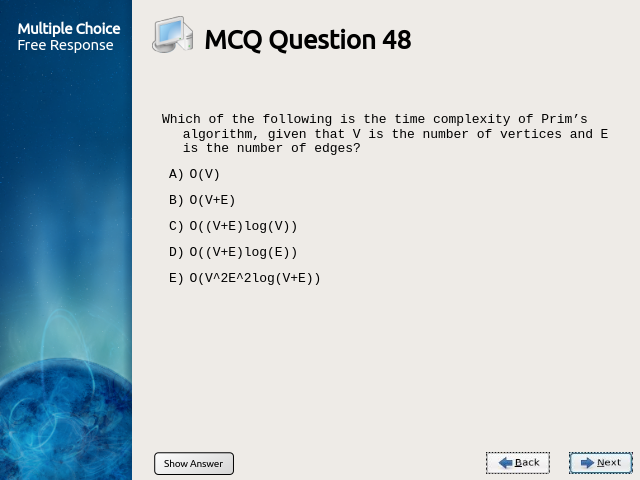 Multiple Choice
Free Response
MCQ Question 48
Which of the following is the time complexity of Prim’s
algorithm, given that V is the number of vertices and E
is the number of edges?
A) O(V)
B) O(V+E)
C) O((V+E)log(V))
D) O((V+E)log(E))
E) O(V^2E^2log(V+E))
Show Answer
Back
Next